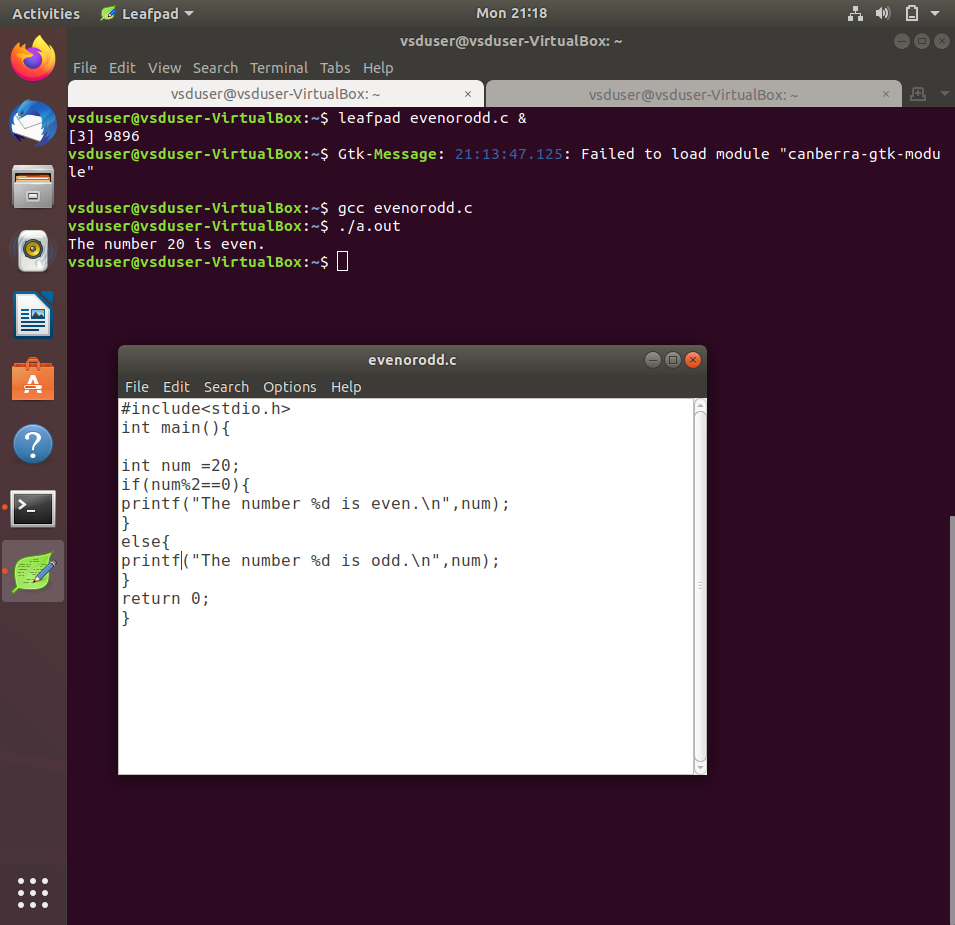 Activities Leafpad Mon 21:18
vsduser@vsduser-VirtualBox: ~
File Edit View Search Terminal Tabs Help
vsduser@vsduser-VirtualBox: ~ × vsduser@vsduser-VirtualBox: ~ ×
vsduser@vsduser-VirtualBox:~$ leafpad evenorodd.c &
[3] 9896
vsduser@vsduser-VirtualBox:~$ Gtk-Message: 21:13:47.125: Failed to load module "canberra-gtk-modu
le"
vsduser@vsduser-VirtualBox:~$ gcc evenorodd.c
vsduser@vsduser-VirtualBox:~$ ./a.out
The number 20 is even.
vsduser@vsduser-VirtualBox:~$
evenorodd.c
File Edit Search Options Help
#include<stdio.h>
int main(){
int num =20;
if(num%2==0){
printf("The number %d is even.\n",num);
}
else{
printf("The number %d is odd.\n",num);
}
return 0;
}